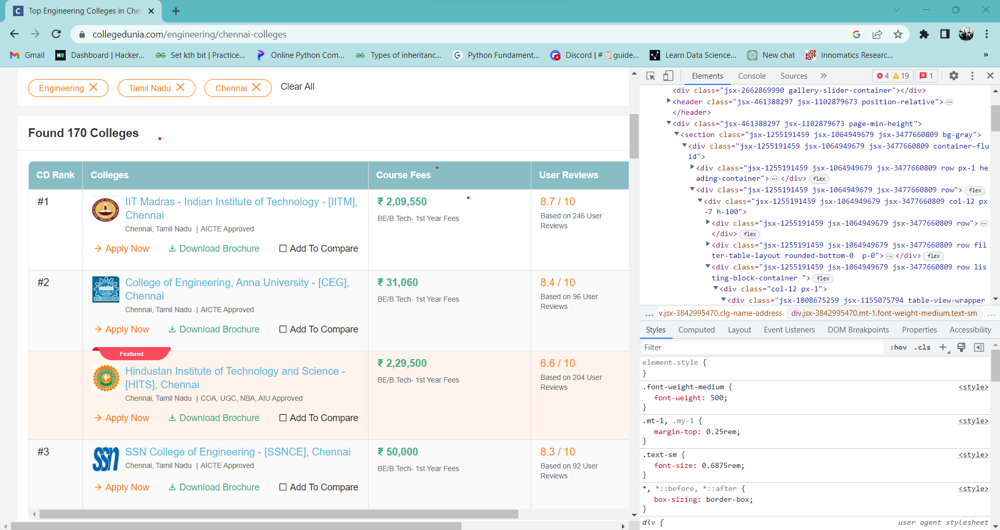 Top Engineering Colleges in Cher
collegedunia.com/engineering/chennai-colleges
Gmail
Dashboard | Hacker...
Set kth bit | Practice...
Online Python Com...
Types of inheritanc...
Python Fundament...
Discord | #📋guide...
Learn Data Science...
New chat
Innomatics Researc...
»
Engineering
Tamil Nadu
Chennai
Clear All
Found 170 Colleges
CD Rank Colleges Course Fees User Reviews
#1
IIT Madras - Indian Institute of Technology - [IITM],
Chennai
Chennai, Tamil Nadu | AICTE Approved
Apply Now
Download Brochure
Add To Compare
₹ 2,09,550
BE/B.Tech- 1st Year Fees
8.7 / 10
Based on 246 User
Reviews
#2
College of Engineering, Anna University - [CEG],
Chennai
Chennai, Tamil Nadu | AICTE Approved
Apply Now
Download Brochure
Add To Compare
₹ 31,060
BE/B.Tech- 1st Year Fees
8.4 / 10
Based on 96 User
Reviews
Featured
Hindustan Institute of Technology and Science -
[HITS], Chennai
Chennai, Tamil Nadu | COA, UGC, NBA, AIU Approved
Apply Now
Download Brochure
Add To Compare
₹ 2,29,500
BE/B.Tech- 1st Year Fees
6.6 / 10
Based on 204 User
Reviews
#3
SSN College of Engineering - [SSNCE], Chennai
Chennai, Tamil Nadu | AICTE Approved
Apply Now
Download Brochure
Add To Compare
₹ 50,000
BE/B.Tech- 1st Year Fees
8.3 / 10
Based on 92 User
Reviews
Elements Console Sources » 4 19 1
<div class="jsx-2662869990 gallery-slider-container"></div>
<header class="jsx-461388297 jsx-1102879673 position-relative"> …
</header>
<div class="jsx-461388297 jsx-1102879673 page-min-height">
<section class="jsx-1255191459 jsx-1064949679 jsx-3477660809 bg-gray">
<div class="jsx-1255191459 jsx-1064949679 jsx-3477660809 container-flu
id">
<div class="jsx-1255191459 jsx-1064949679 jsx-3477660809 row px-1 he
ading-container"> … </div> flex
<div class="jsx-1255191459 jsx-1064949679 jsx-3477660809 row"> flex
<div class="jsx-1255191459 jsx-1064949679 jsx-3477660809 col-12 px
-7 h-100">
<div class="jsx-1255191459 jsx-1064949679 jsx-3477660809 row"> …
</div> flex
<div class="jsx-1255191459 jsx-1064949679 jsx-3477660809 row fil
ter-table-layout rounded-bottom-0 p-0"> … </div> flex
<div class="jsx-1255191459 jsx-1064949679 jsx-3477660809 row lis
ting-block-container "> flex
<div class="col-12 px-1">
<div class="jsx-1808675259 jsx-1155075794 table-view-wrapper
... v.jsx-3842995470.clg-name-address div.jsx-3842995470.mt-1.font-weight-medium.text-sm ...
Styles Computed Layout Event Listeners DOM Breakpoints Properties Accessibility
Filter :hov .cls
element.style {
}
.font-weight-medium { <style>
font-weight: 500;
}
.mt-1, .my-1 { <style>
margin-top: 0.25rem;
}
.text-sm { <style>
font-size: 0.6875rem;
}
*, *::before, *::after { <style>
box-sizing: border-box;
}
div { user agent stylesheet